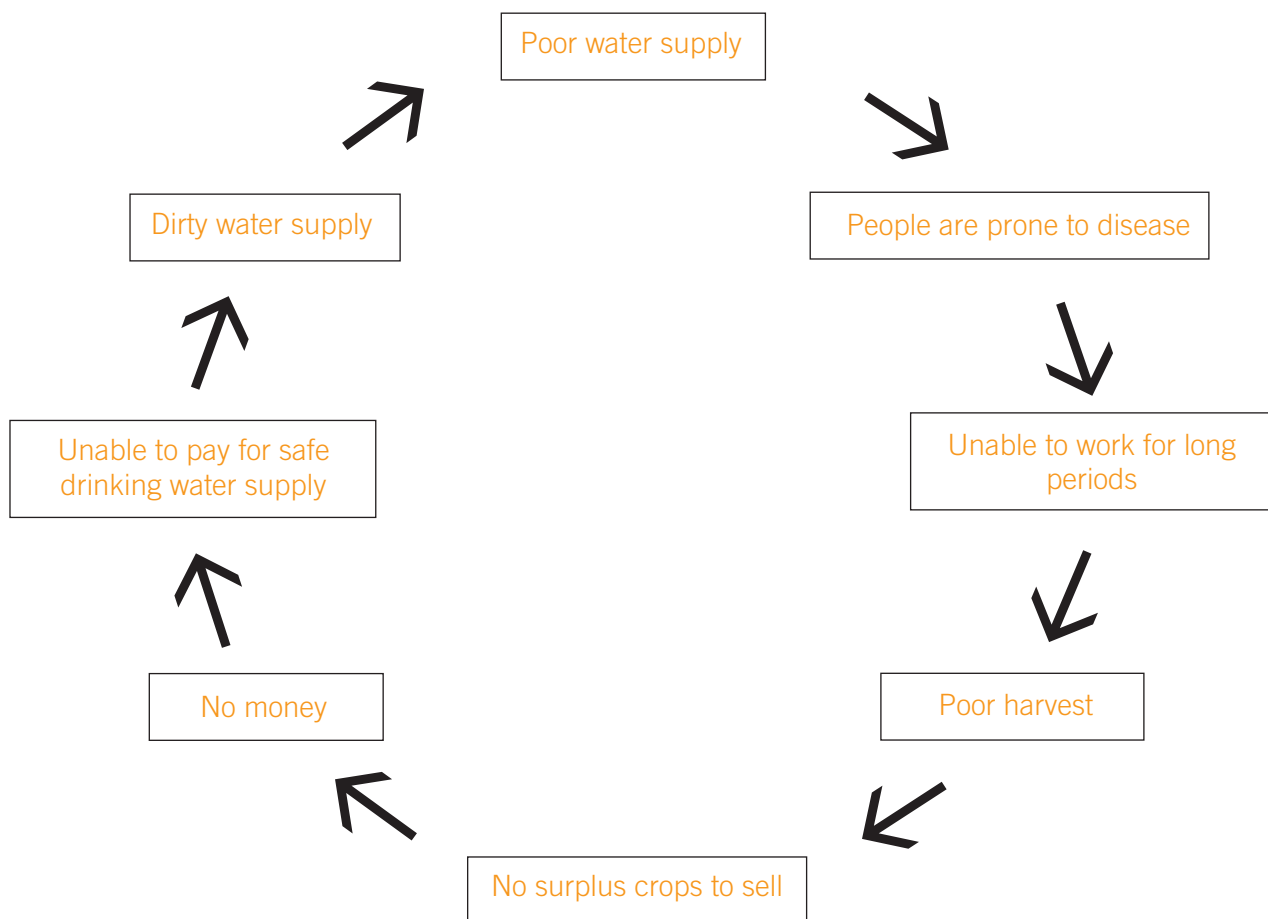 Poor water supply
People are prone to disease
Unable to work for long
periods
Poor harvest
No surplus crops to sell
No money
Unable to pay for safe
drinking water supply
Dirty water supply